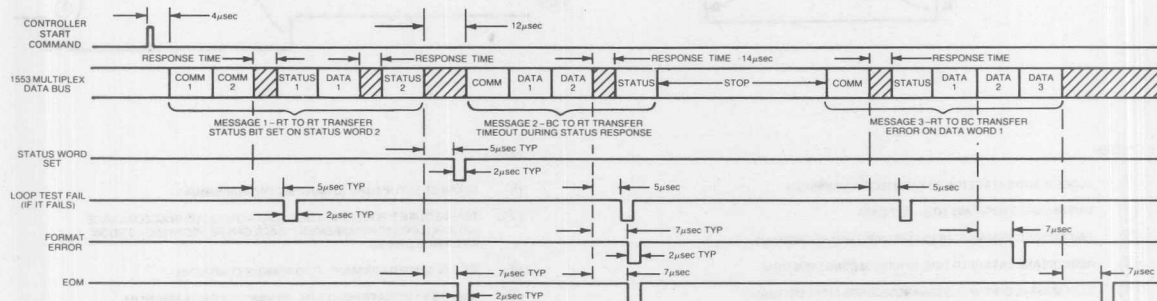 CONTROLLER
START
COMMAND
4μsec
12μsec
RESPONSE TIME
RESPONSE TIME
RESPONSE TIME 14μsec
RESPONSE TIME
1553 MULTIPLEX
DATA BUS
COMM 1
COMM 2
STATUS 1
DATA 1
STATUS 2
COMM
DATA 1
DATA 2
STATUS
STOP
COMM
STATUS
DATA 1
DATA 2
DATA 3
MESSAGE 1 – RT TO RT TRANSFER
STATUS BIT SET ON STATUS WORD 2
MESSAGE 2 – BC TO RT TRANSFER
TIMEOUT DURING STATUS RESPONSE
MESSAGE 3 – RT TO BC TRANSFER
ERROR ON DATA WORD 1
STATUS WORD
SET
5μsec TYP
2μsec TYP
LOOP TEST FAIL
(IF IT FAILS)
5μsec TYP
5μsec
5μsec
2μsec TYP
FORMAT
ERROR
7μsec
7μsec
2μsec TYP
EOM
7μsec TYP
7μsec
7μsec
2μsec TYP